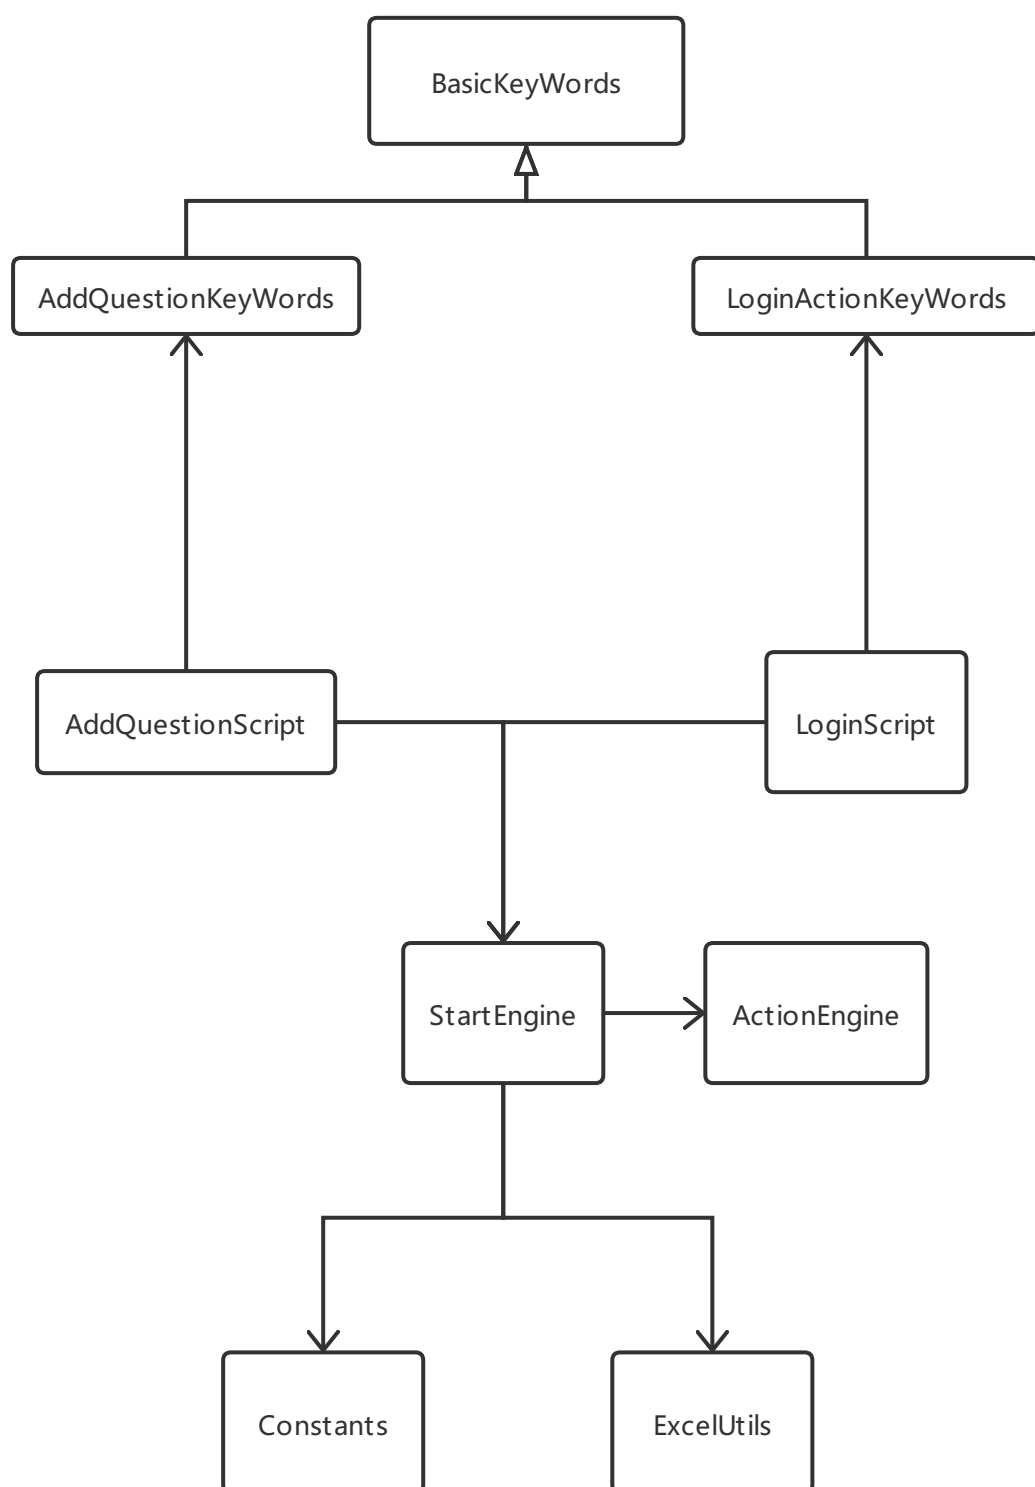 BasicKeyWords
AddQuestionKeyWords
LoginActionKeyWords
AddQuestionScript
LoginScript
StartEngine
ActionEngine
Constants
ExcelUtils